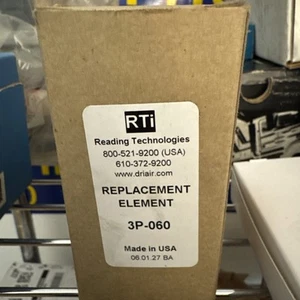 RTi
Reading Technologies
800-521-9200 (USA)
610-372-9200
www.driair.com
REPLACEMENT
ELEMENT
3P-060
Made in USA
06.01.27 BA